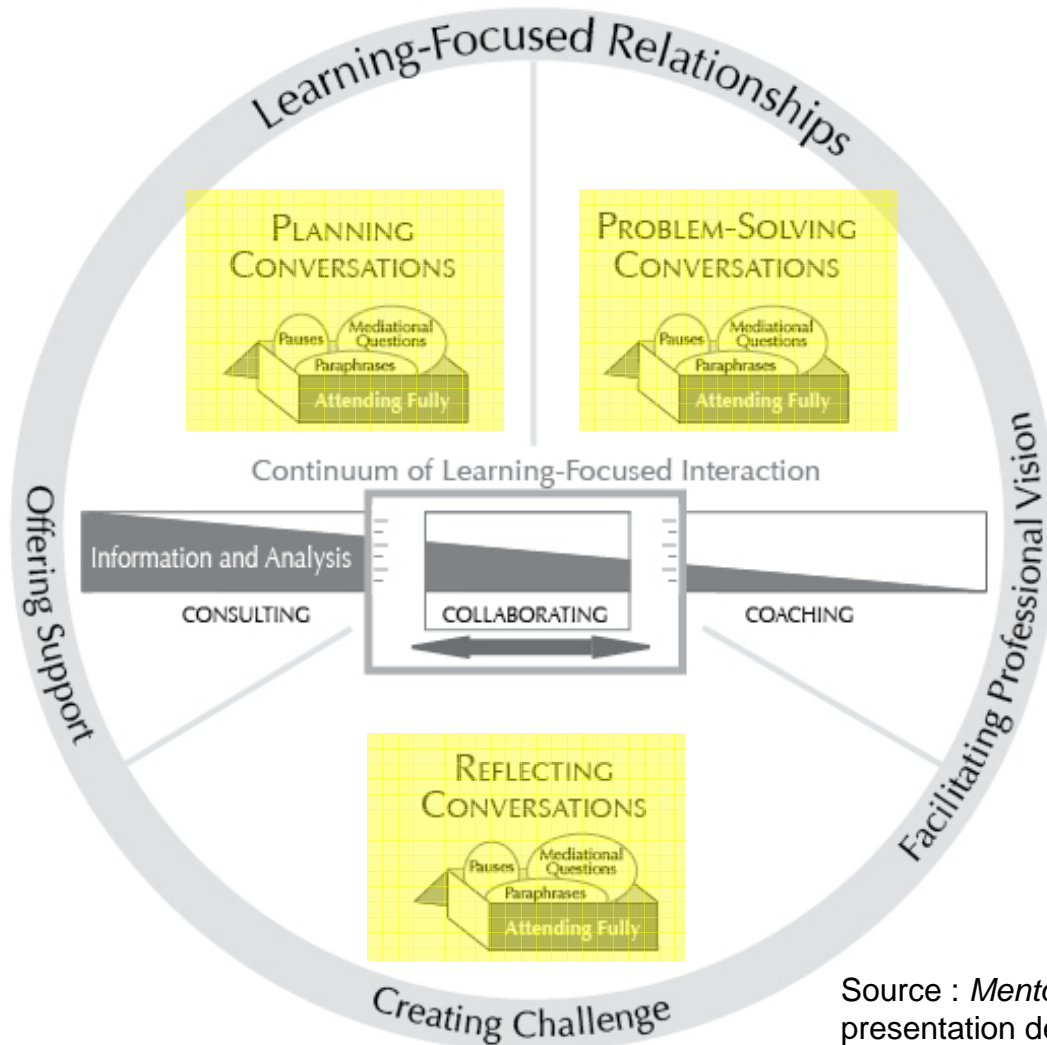 Learning-Focused Relationships
PLANNING
CONVERSATIONS
Pauses
Mediational
Questions
Paraphrases
Attending Fully
PROBLEM-SOLVING
CONVERSATIONS
Pauses
Mediational
Questions
Paraphrases
Attending Fully
Continuum of Learning-Focused Interaction
Information and Analysis
CONSULTING
COLLABORATING
COACHING
Offering Support
Facilitating Professional Vision
REFLECTING
CONVERSATIONS
Pauses
Mediational
Questions
Paraphrases
Attending Fully
Creating Challenge
Source :
presentation